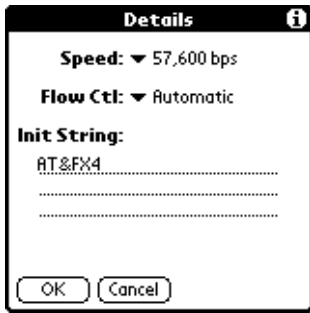 Details
Speed: 57,600 bps
Flow Ctl: Automatic
Init String:
AT&FX4
OK Cancel